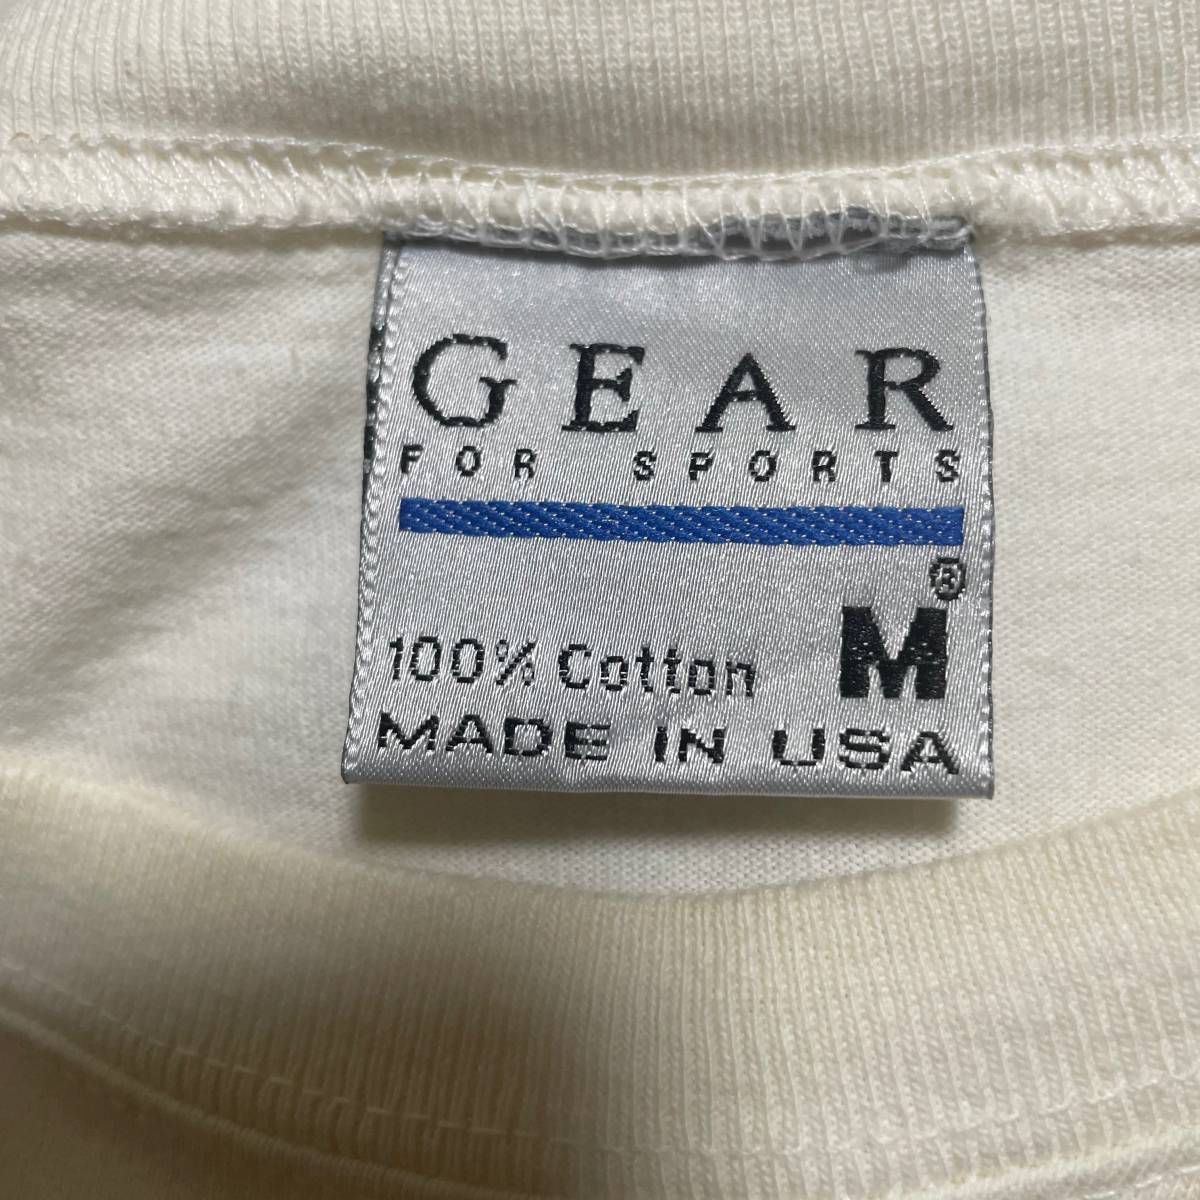 GEAR
FOR SPORTS
®
100% Cotton M
MADE IN USA